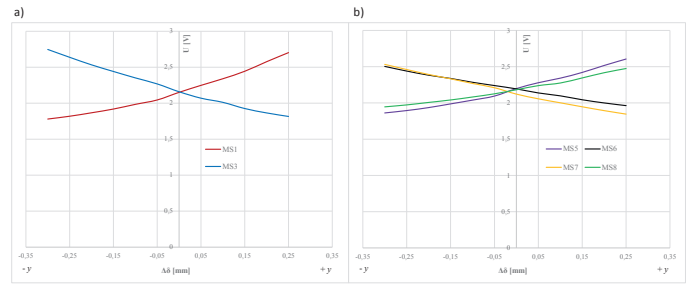 a)
3
U [V]
2,5
2
1,5
MS1
MS3
1
0,5
0
-0,35 -0,25 -0,15 -0,05 0,05 0,15 0,25 0,35
- y Δδ [mm] + y
b)
3
U [V]
2,5
2
1,5
MS5 MS6
MS7 MS8
1
0,5
0
-0,35 -0,25 -0,15 -0,05 0,05 0,15 0,25 0,35
- y Δδ [mm] + y